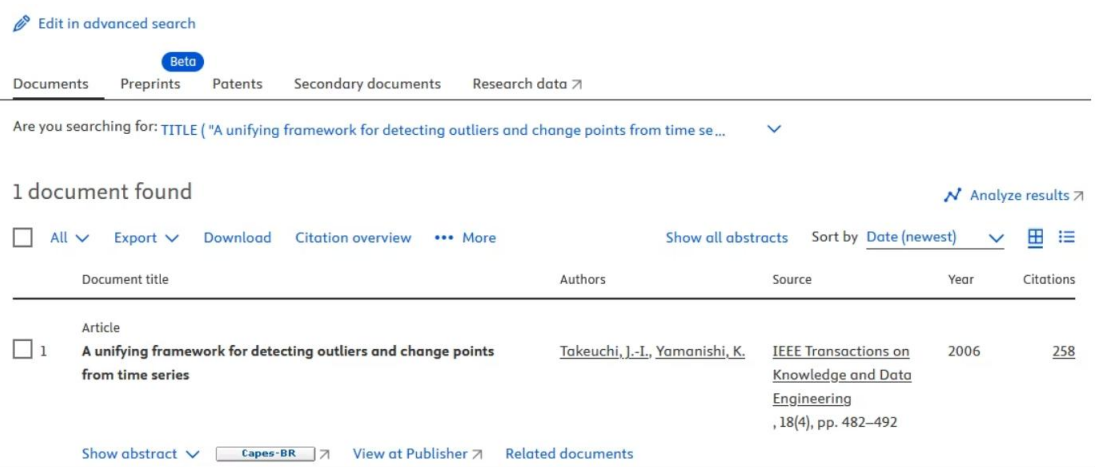 Edit in advanced search
Beta
Documents Preprints Patents Secondary documents Research data
Are you searching for: TITLE ( "A unifying framework for detecting outliers and change points from time se...
1 document found
Analyze results
All Export Download Citation overview ••• More Show all abstracts Sort by Date (newest)
Document title Authors Source Year Citations
Article
1 A unifying framework for detecting outliers and change points Takeuchi, J.-I., Yamanishi, K. IEEE Transactions on 2006 258
from time series Knowledge and Data
Engineering
, 18(4), pp. 482–492
Show abstract Capes-BR View at Publisher Related documents